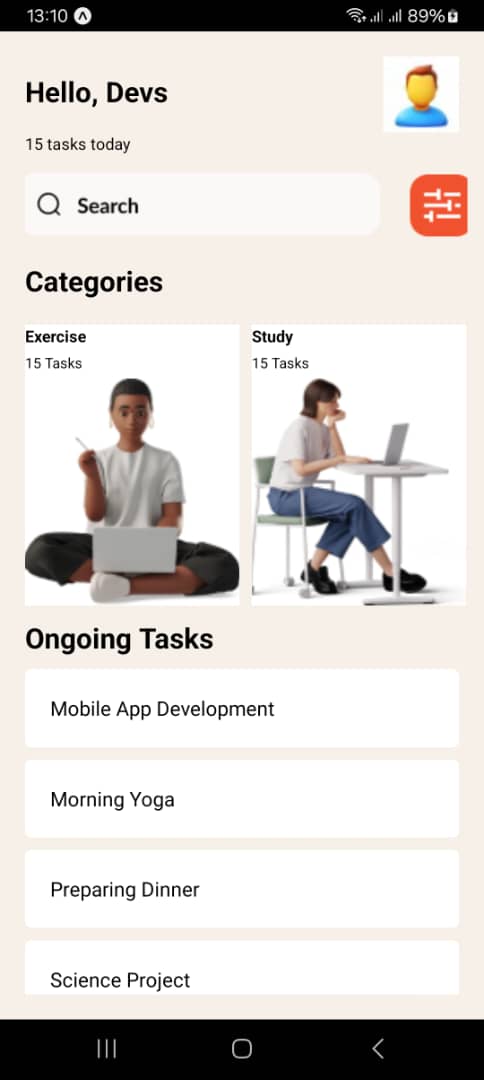 13:10 89%
Hello, Devs
15 tasks today
Search
Categories
Exercise
15 Tasks
Study
15 Tasks
Ongoing Tasks
Mobile App Development
Morning Yoga
Preparing Dinner
Science Project